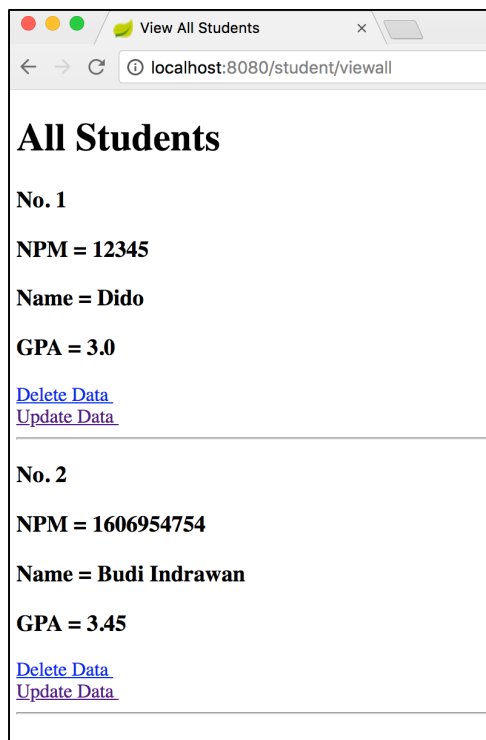 View All Students
localhost:8080/student/viewall
All Students
No. 1
NPM = 12345
Name = Dido
GPA = 3.0
Delete Data
Update Data
No. 2
NPM = 1606954754
Name = Budi Indrawan
GPA = 3.45
Delete Data
Update Data